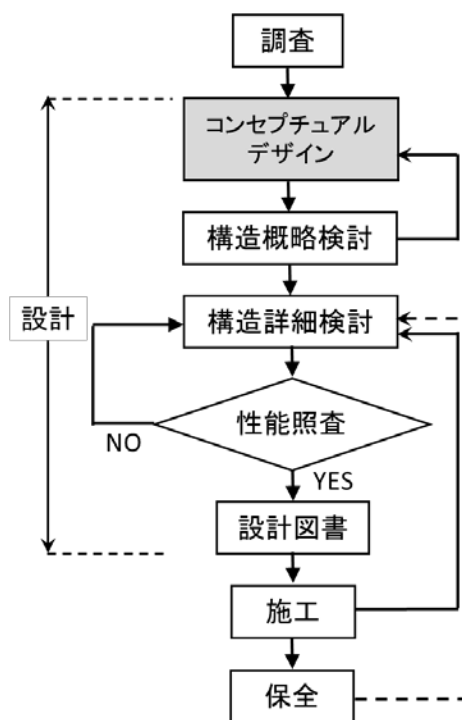 調査
コンセプチュアル
デザイン
構造概略検討
設計
構造詳細検討
性能照査
NO
YES
設計図書
施工
保全